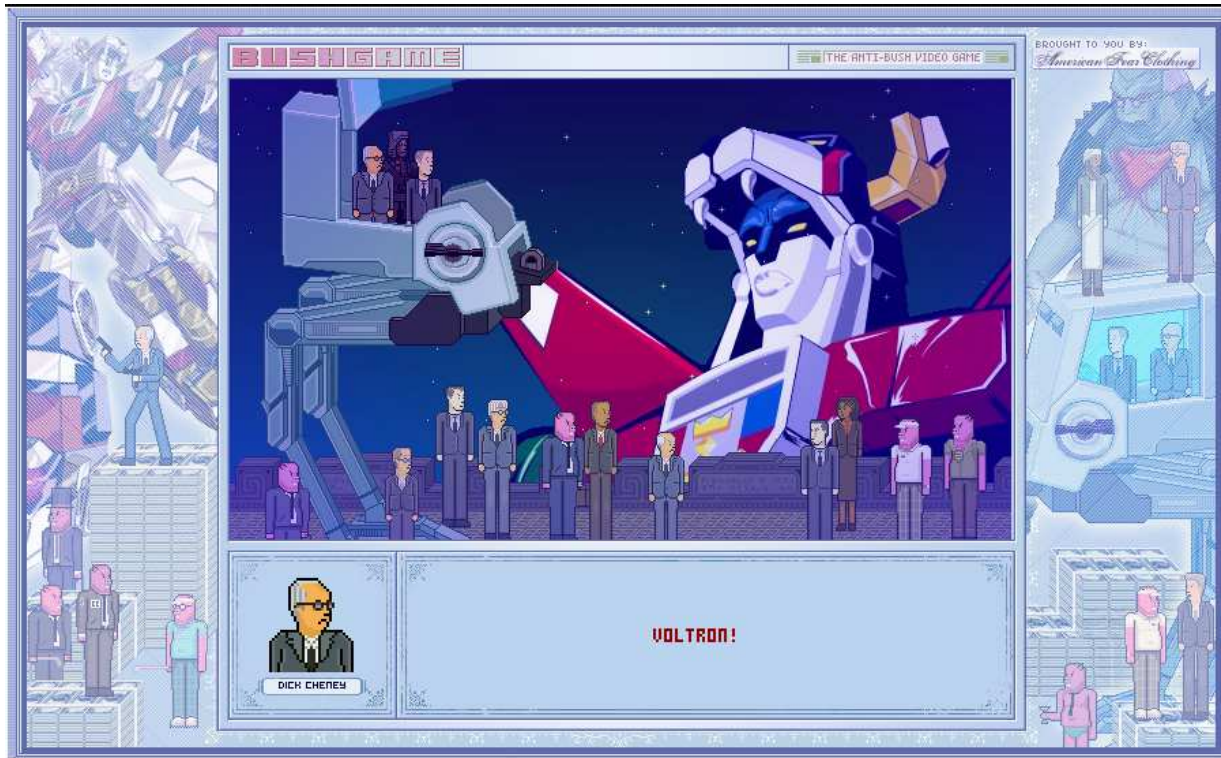 BUSHGAME
THE ANTI-BUSH VIDEO GAME
BROUGHT TO YOU BY:
American Fear Clothing
VOLTRON!
DICK CHENEY